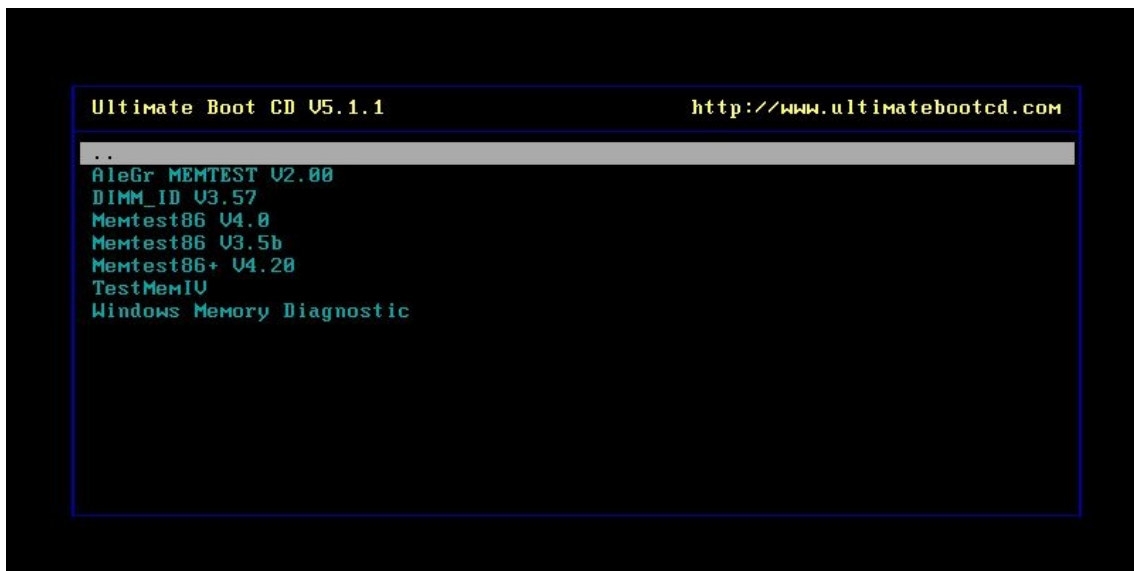 Ultimate Boot CD V5.1.1 http://www.ultimatebootcd.com
..
AleGr MEMTEST V2.00
DIMM_ID V3.57
Memtest86 V4.0
Memtest86 V3.5b
Memtest86+ V4.20
TestMemIV
Windows Memory Diagnostic